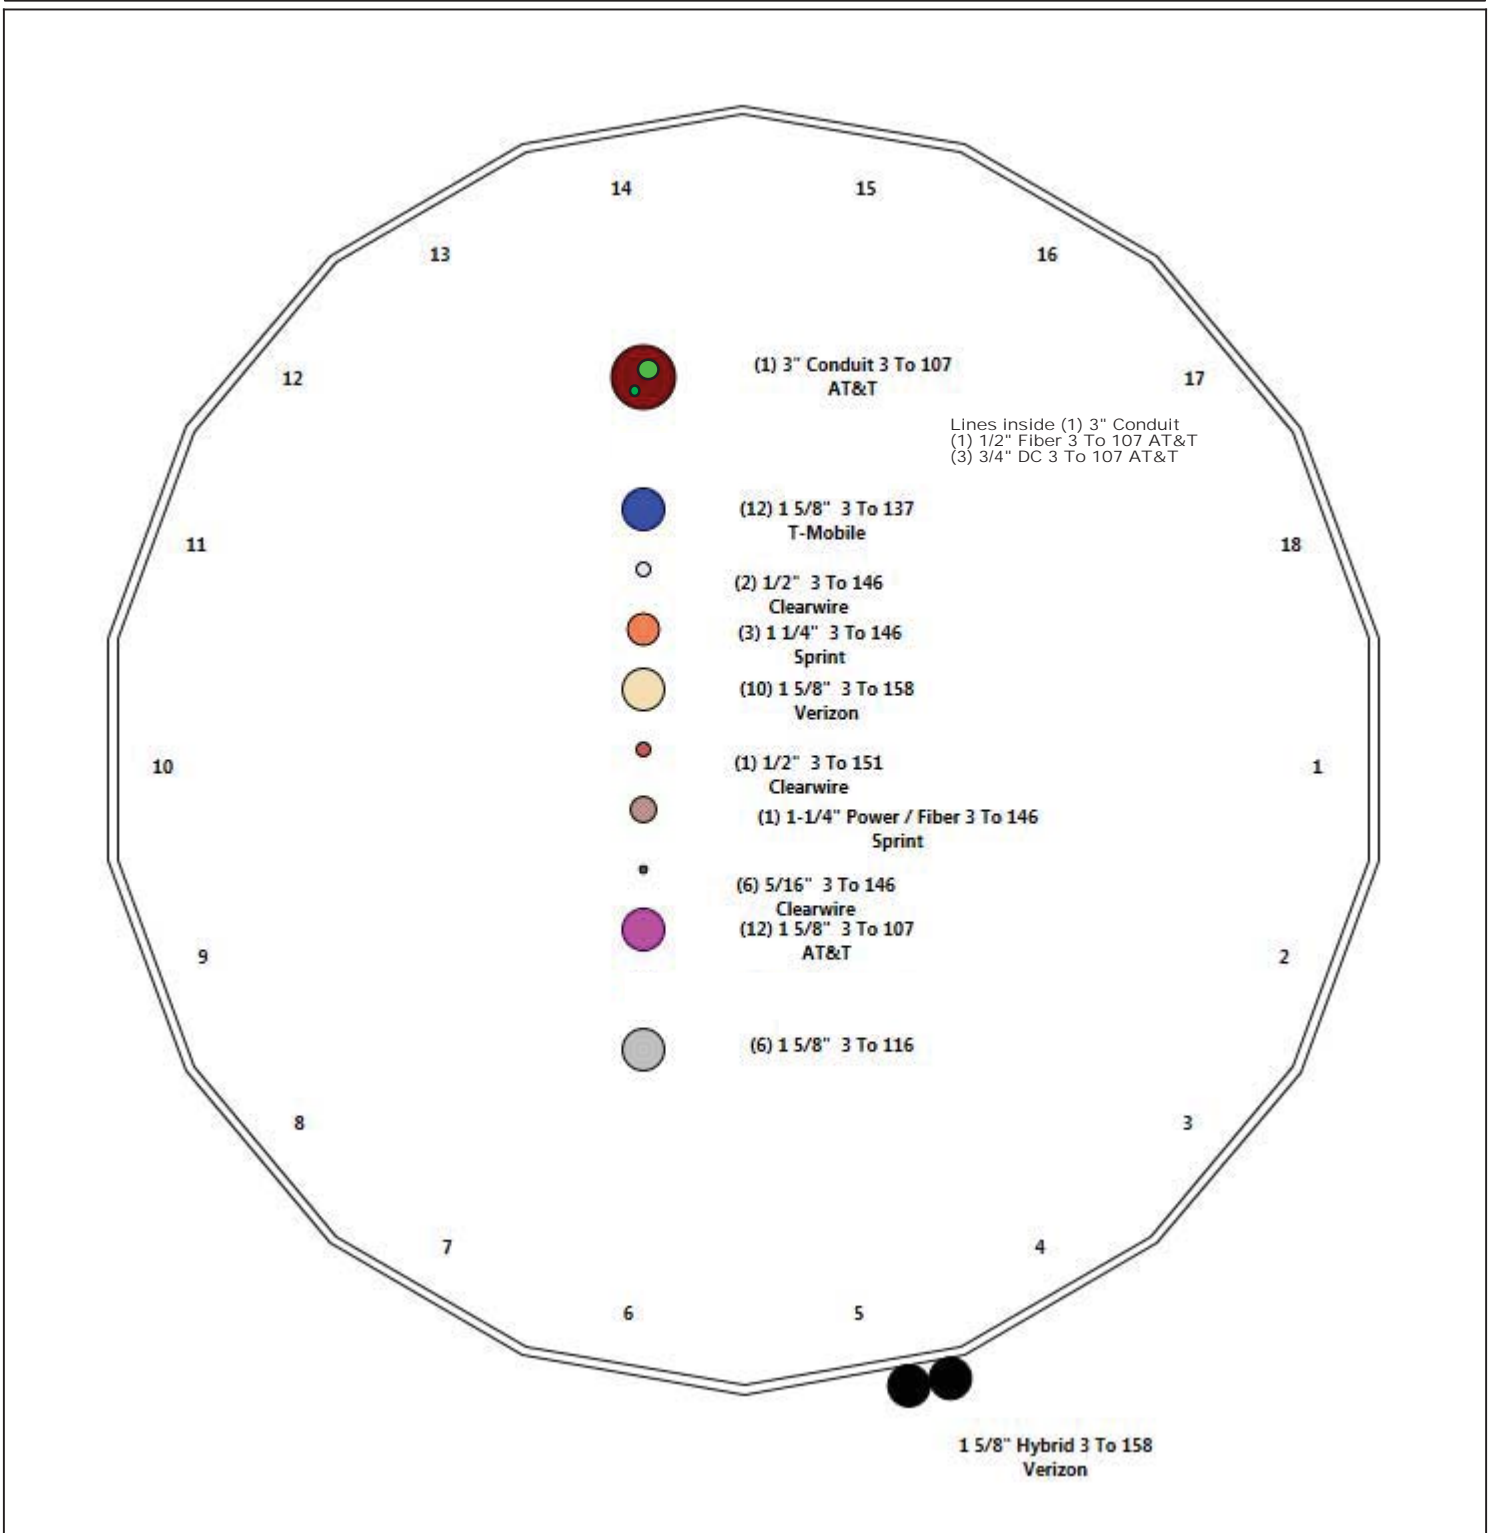 14
15
13
16
12
17
(1) 3" Conduit 3 To 107
AT&T
Lines inside (1) 3" Conduit
(1) 1/2" Fiber 3 To 107 AT&T
(3) 3/4" DC 3 To 107 AT&T
(12) 1 5/8" 3 To 137
T-Mobile
11
18
(2) 1/2" 3 To 146
Clearwire
(3) 1 1/4" 3 To 146
Sprint
(10) 1 5/8" 3 To 158
Verizon
10
1
(1) 1/2" 3 To 151
Clearwire
(1) 1-1/4" Power / Fiber 3 To 146
Sprint
(6) 5/16" 3 To 146
Clearwire
(12) 1 5/8" 3 To 107
AT&T
9
2
(6) 1 5/8" 3 To 116
8
3
7
4
6
5
1 5/8" Hybrid 3 To 158
Verizon